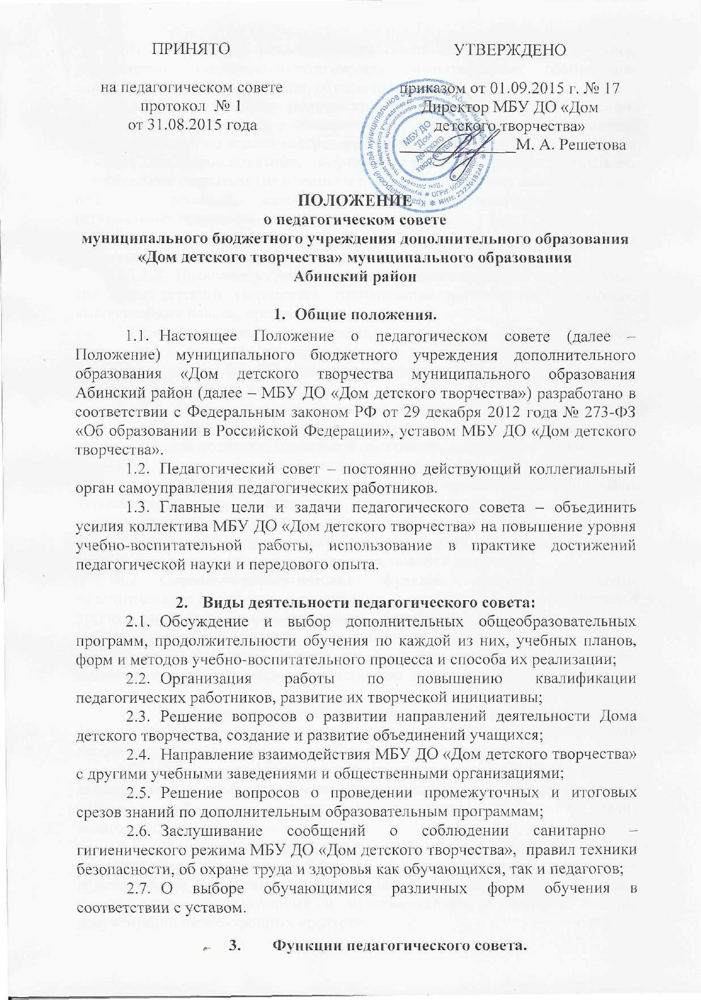 ПРИНЯТО
на педагогическом совете
протокол № 1
от 31.08.2015 года
УТВЕРЖДЕНО
приказом от 01.09.2015 г. № 17
Директор МБУ ДО «Дом
детского творчества»
_______________М. А. Решетова
МБУ ДО
"Дом
детского
творчества"
ПОЛОЖЕНИЕ
о педагогическом совете
муниципального бюджетного учреждения дополнительного образования
«Дом детского творчества» муниципального образования
Абинский район
1. Общие положения.
1.1. Настоящее Положение о педагогическом совете (далее –
Положение) муниципального бюджетного учреждения дополнительного
образования «Дом детского творчества муниципального образования
Абинский район (далее – МБУ ДО «Дом детского творчества») разработано в
соответствии с Федеральным законом РФ от 29 декабря 2012 года № 273-ФЗ
«Об образовании в Российской Федерации», уставом МБУ ДО «Дом детского
творчества».
1.2. Педагогический совет – постоянно действующий коллегиальный
орган самоуправления педагогических работников.
1.3. Главные цели и задачи педагогического совета – объединить
усилия коллектива МБУ ДО «Дом детского творчества» на повышение уровня
учебно-воспитательной работы, использование в практике достижений
педагогической науки и передового опыта.
2. Виды деятельности педагогического совета:
2.1. Обсуждение и выбор дополнительных общеобразовательных
программ, продолжительности обучения по каждой из них, учебных планов,
форм и методов учебно-воспитательного процесса и способа их реализации;
2.2. Организация работы по повышению квалификации
педагогических работников, развитие их творческой инициативы;
2.3. Решение вопросов о развитии направлений деятельности Дома
детского творчества, создание и развитие объединений учащихся;
2.4. Направление взаимодействия МБУ ДО «Дом детского творчества»
с другими учебными заведениями и общественными организациями;
2.5. Решение вопросов о проведении промежуточных и итоговых
срезов знаний по дополнительным образовательным программам;
2.6. Заслушивание сообщений о соблюдении санитарно –
гигиенического режима МБУ ДО «Дом детского творчества», правил техники
безопасности, об охране труда и здоровья как обучающихся, так и педагогов;
2.7. О выборе обучающимися различных форм обучения в
соответствии с уставом.
3. Функции педагогического совета.